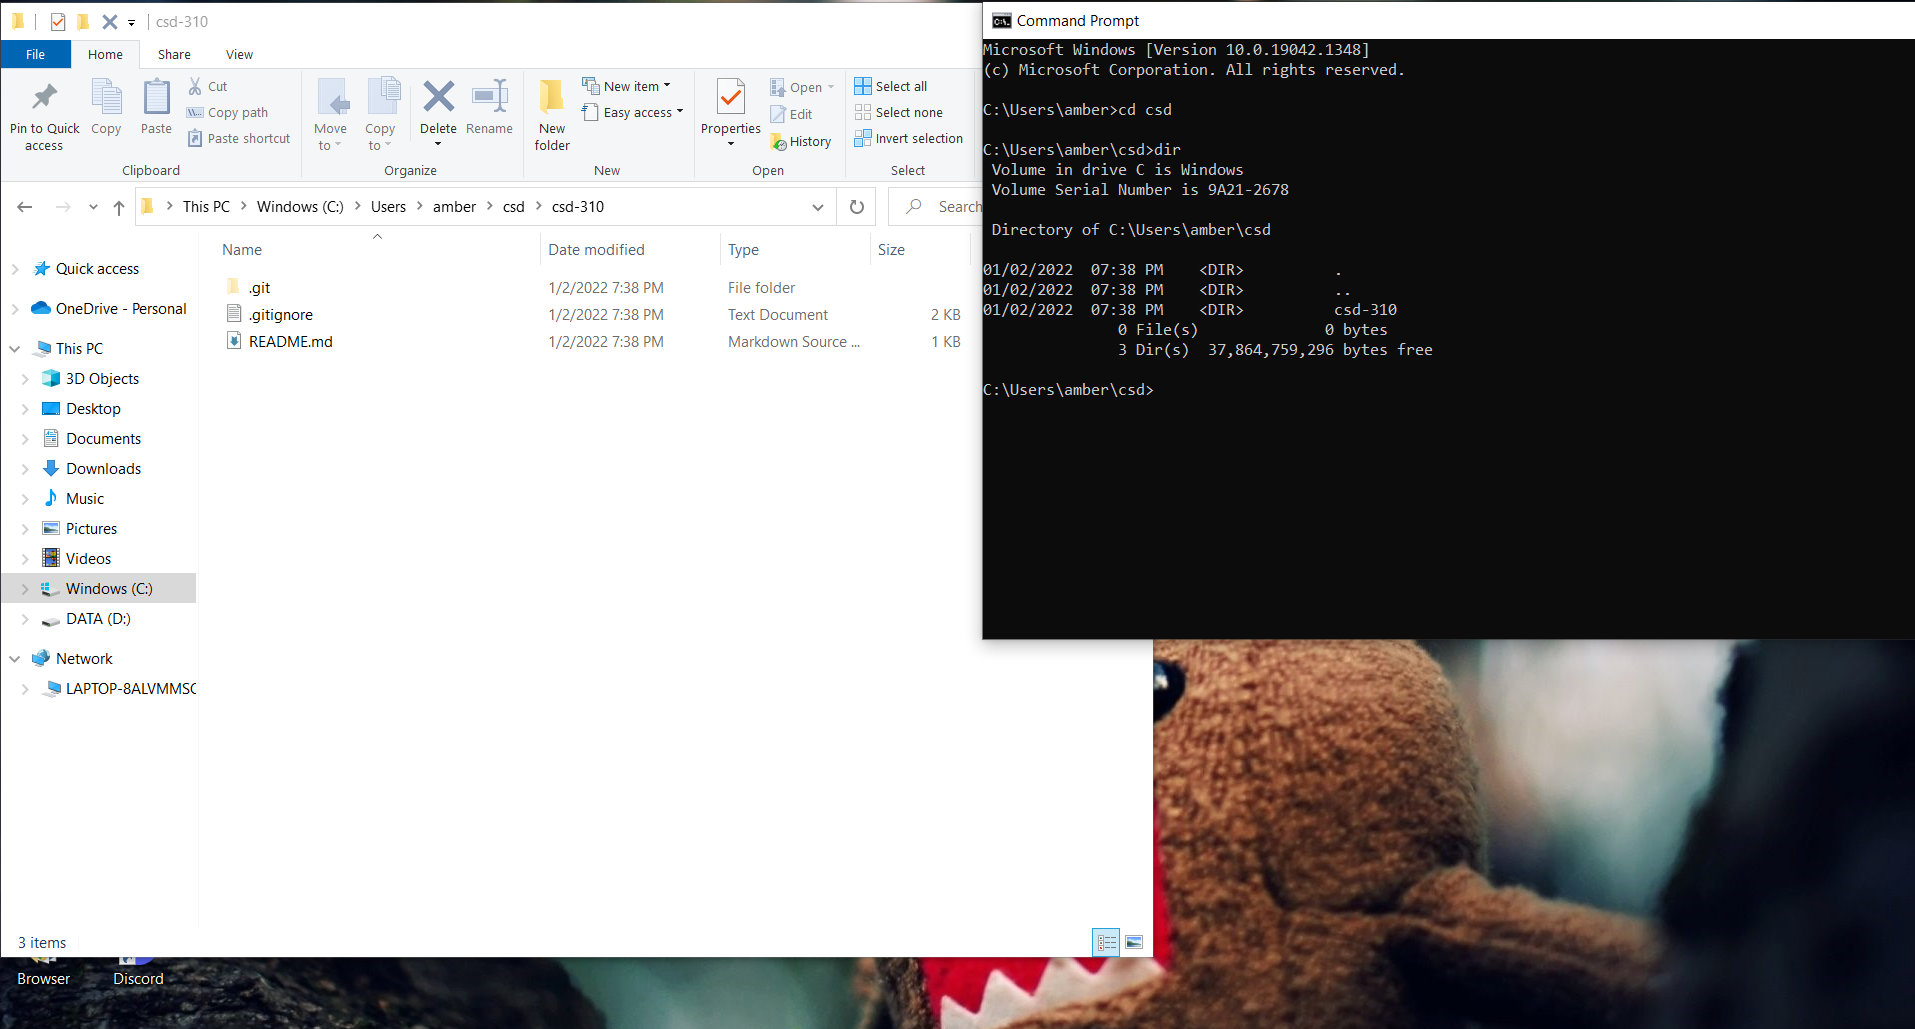 csd-310
File Home Share View
Pin to Quick access
Copy
Paste
Cut
Copy path
Paste shortcut
Clipboard
Move to
Copy to
Delete
Rename
Organize
New folder
New item
Easy access
New
Properties
Open
Edit
History
Open
Select all
Select none
Invert selection
Select
This PC > Windows (C:) > Users > amber > csd > csd-310
Search
Name Date modified Type Size
.git 1/2/2022 7:38 PM File folder
.gitignore 1/2/2022 7:38 PM Text Document 2 KB
README.md 1/2/2022 7:38 PM Markdown Source ... 1 KB
Quick access
OneDrive - Personal
This PC
3D Objects
Desktop
Documents
Downloads
Music
Pictures
Videos
Windows (C:)
DATA (D:)
Network
3 items
Browser
Discord
Command Prompt
Microsoft Windows [Version 10.0.19042.1348]
(c) Microsoft Corporation. All rights reserved.
C:\Users\amber>cd csd
C:\Users\amber\csd>dir
Volume in drive C is Windows
Volume Serial Number is 9A21-2678
Directory of C:\Users\amber\csd
01/02/2022 07:38 PM <DIR> .
01/02/2022 07:38 PM <DIR> ..
01/02/2022 07:38 PM <DIR> csd-310
0 File(s) 0 bytes
3 Dir(s) 37,864,759,296 bytes free
C:\Users\amber\csd>